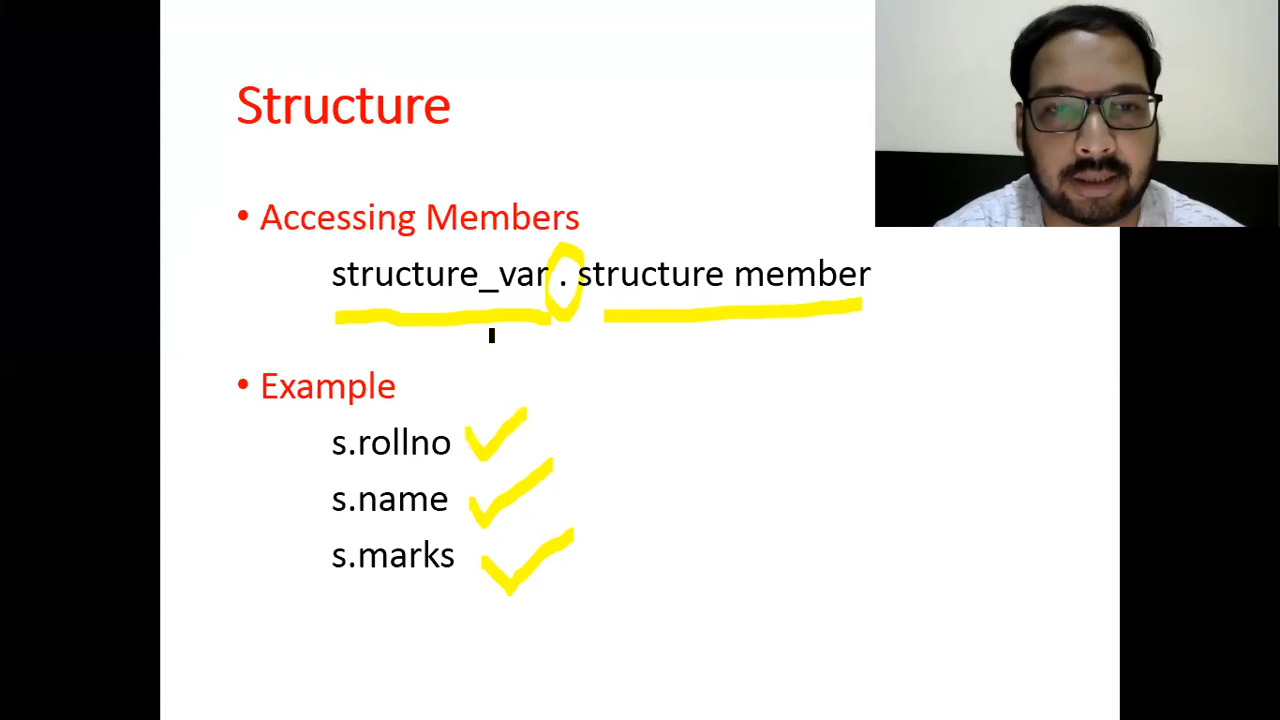 Structure
• Accessing Members
structure_var . structure member
• Example
s.rollno
s.name
s.marks